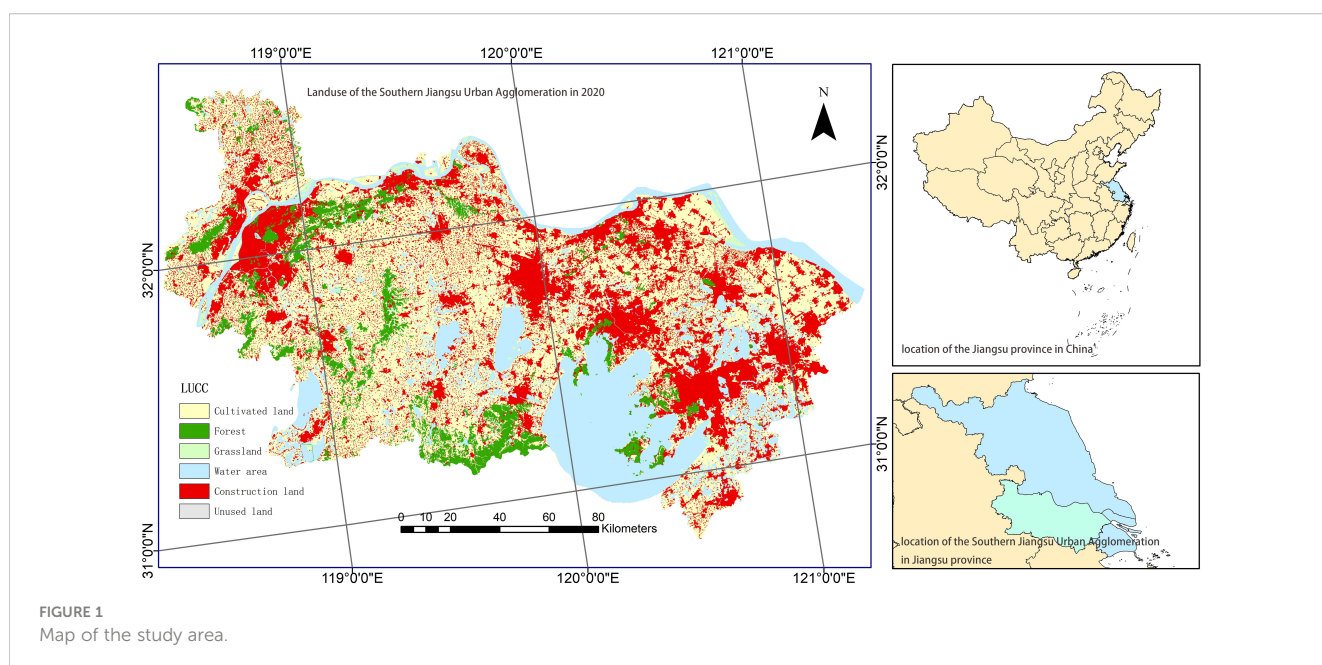 119°0'0"E
120°0'0"E
121°0'0"E
Landuse of the Southern Jiangsu Urban Agglomeration in 2020
N
32°0'0"N
32°0'0"N
31°0'0"N
31°0'0"N
LUCC
Cultivated land
Forest
Grassland
Water area
Construction land
Unused land
0 10 20 40 60 80
Kilometers
119°0'0"E
120°0'0"E
121°0'0"E
location of the Jiangsu province in China
location of the Southern Jiangsu Urban Agglomeration
in Jiangsu province
FIGURE 1
Map of the study area.